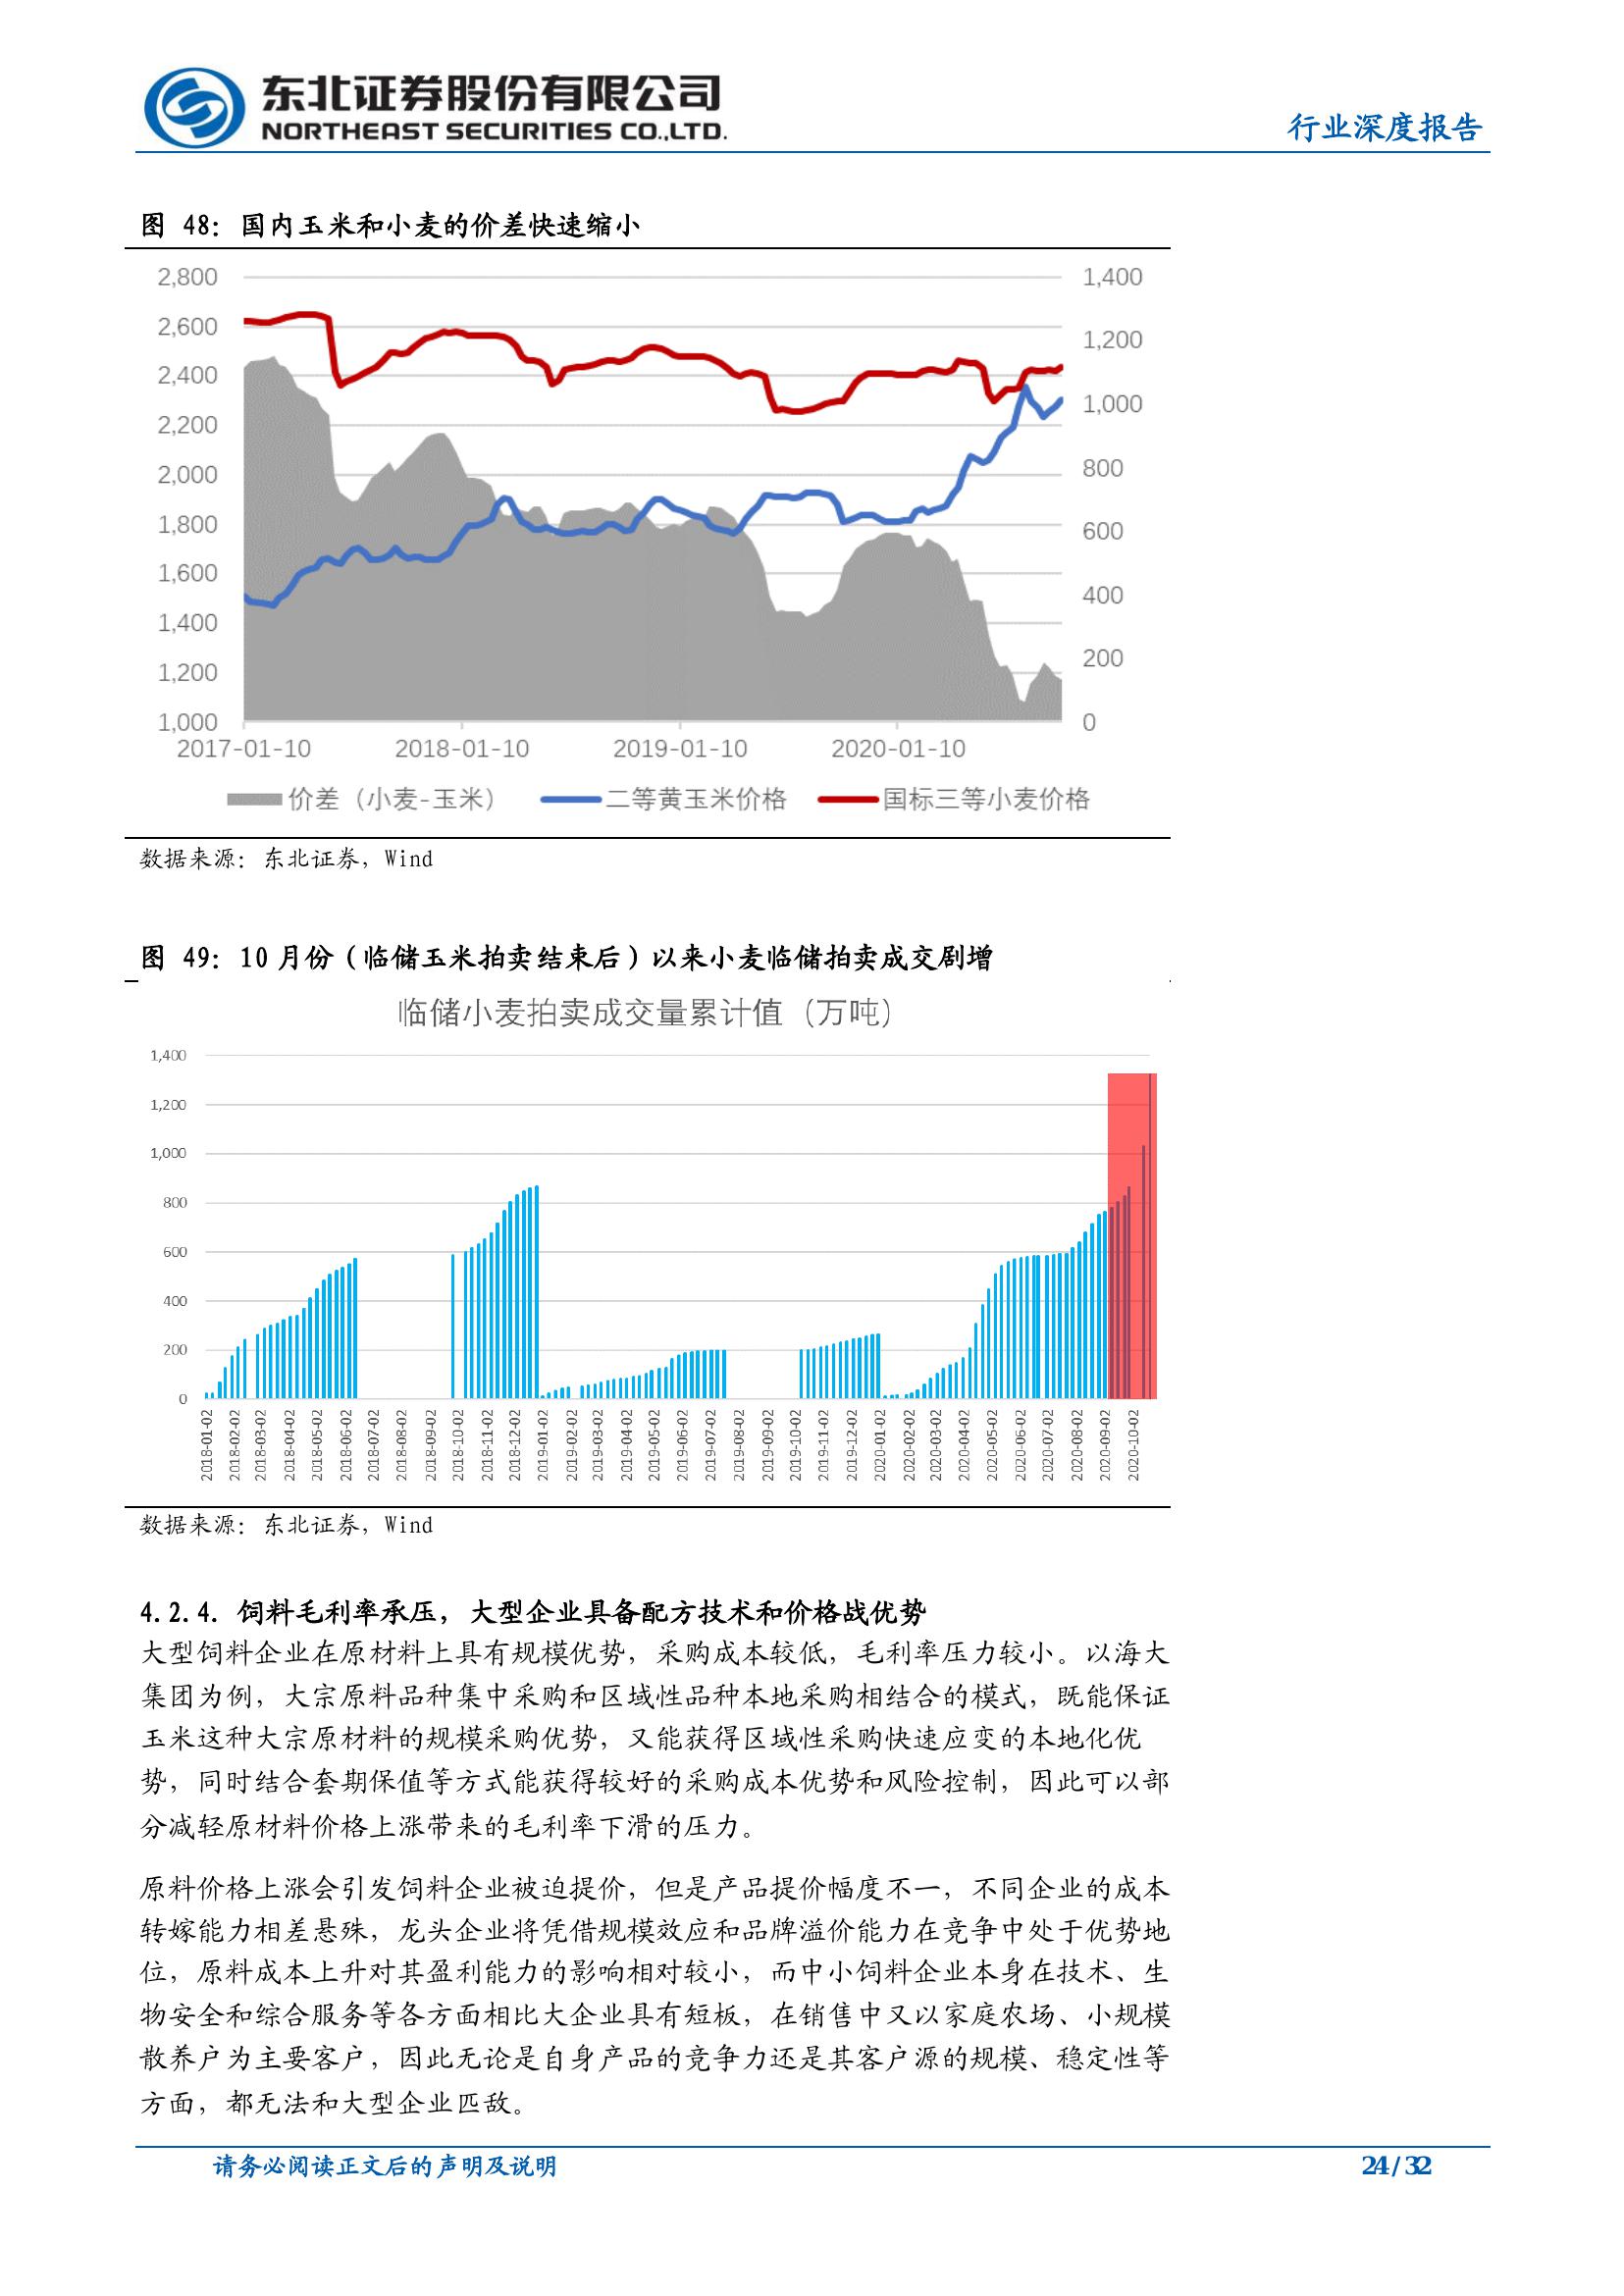 东北证券股份有限公司
NORTHEAST SECURITIES CO.,LTD.
行业深度报告
图 48：国内玉米和小麦的价差快速缩小
2,800
2,600
2,400
2,200
2,000
1,800
1,600
1,400
1,200
1,000
1,400
1,200
1,000
800
600
400
200
0
2017-01-10 2018-01-10 2019-01-10 2020-01-10
价差（小麦-玉米） 二等黄玉米价格 国标三等小麦价格
数据来源：东北证券，Wind
图 49：10 月份（临储玉米拍卖结束后）以来小麦临储拍卖成交剧增
临储小麦拍卖成交量累计值（万吨）
1,400
1,200
1,000
800
600
400
200
0
2018-01-02 2018-02-02 2018-03-02 2018-04-02 2018-05-02 2018-06-02 2018-07-02 2018-08-02 2018-09-02 2018-10-02 2018-11-02 2018-12-02 2019-01-02 2019-02-02 2019-03-02 2019-04-02 2019-05-02 2019-06-02 2019-07-02 2019-08-02 2019-09-02 2019-10-02 2019-11-02 2019-12-02 2020-01-02 2020-02-02 2020-03-02 2020-04-02 2020-05-02 2020-06-02 2020-07-02 2020-08-02 2020-09-02 2020-10-02
数据来源：东北证券，Wind
4.2.4. 饲料毛利率承压，大型企业具备配方技术和价格战优势
大型饲料企业在原材料上具有规模优势，采购成本较低，毛利率压力较小。以海大
集团为例，大宗原料品种集中采购和区域性品种本地采购相结合的模式，既能保证
玉米这种大宗原材料的规模采购优势，又能获得区域性采购快速应变的本地化优
势，同时结合套期保值等方式能获得较好的采购成本优势和风险控制，因此可以部
分减轻原材料价格上涨带来的毛利率下滑的压力。
原料价格上涨会引发饲料企业被迫提价，但是产品提价幅度不一，不同企业的成本
转嫁能力相差悬殊，龙头企业将凭借规模效应和品牌溢价能力在竞争中处于优势地
位，原料成本上升对其盈利能力的影响相对较小，而中小饲料企业本身在技术、生
物安全和综合服务等各方面相比大企业具有短板，在销售中又以家庭农场、小规模
散养户为主要客户，因此无论是自身产品的竞争力还是其客户源的规模、稳定性等
方面，都无法和大型企业匹敌。
请务必阅读正文后的声明及说明
24 / 32